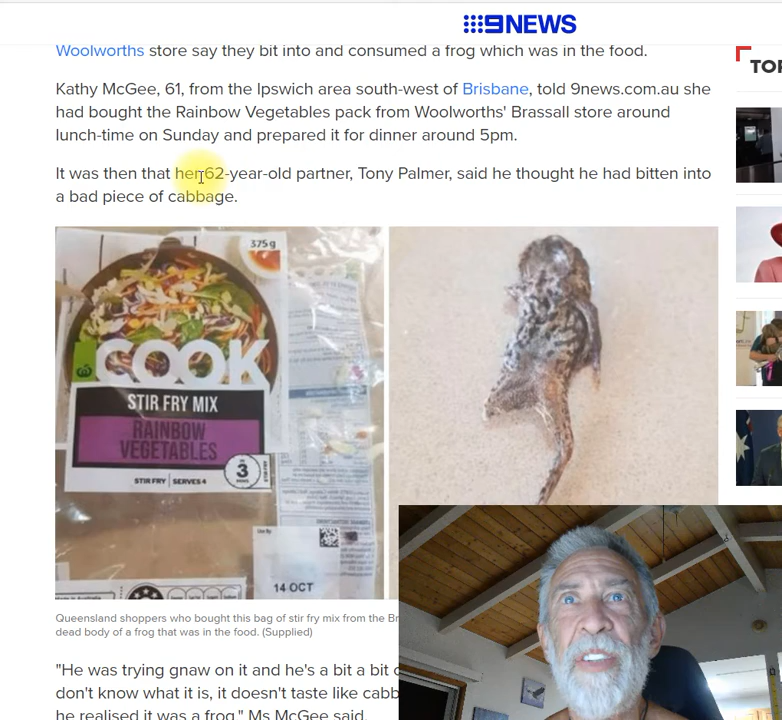 9NEWS
Woolworths store say they bit into and consumed a frog which was in the food.
TOP
Kathy McGee, 61, from the Ipswich area south-west of Brisbane, told 9news.com.au she
had bought the Rainbow Vegetables pack from Woolworths' Brassall store around
lunch-time on Sunday and prepared it for dinner around 5pm.
It was then that her 62-year-old partner, Tony Palmer, said he thought he had bitten into
a bad piece of cabbage.
375g
COOK
STIR FRY MIX
RAINBOW
VEGETABLES
3
STIR FRY | SERVES 4
Use By
14 OCT
Queensland shoppers who bought this bag of stir fry mix from the Br
dead body of a frog that was in the food. (Supplied)
"He was trying gnaw on it and he's a bit a bit
don't know what it is, it doesn't taste like cabb
he realised it was a frog," Ms McGee said.